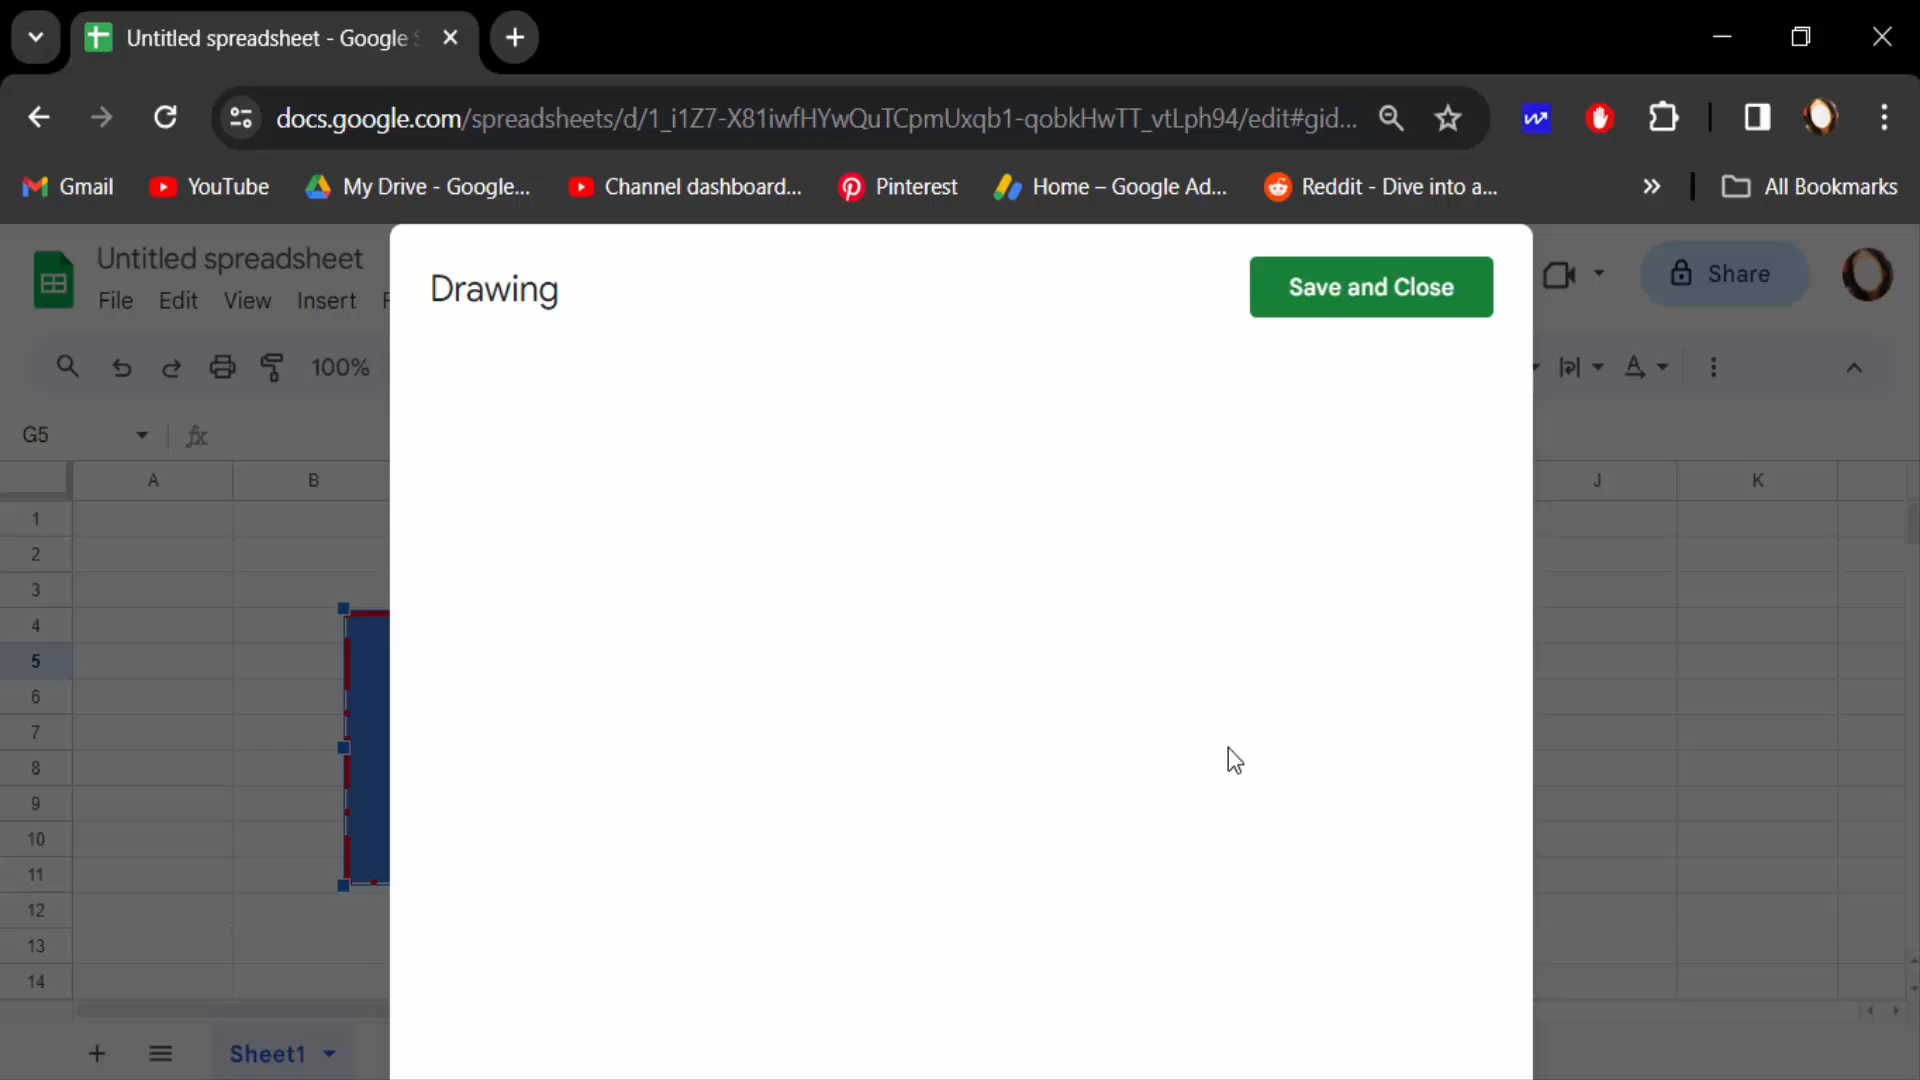 Untitled spreadsheet - Google S
docs.google.com/spreadsheets/d/1_i1Z7-X81iwfHYwQuTCpmUxqb1-qobkHwTT_vtLph94/edit#gid...
Gmail YouTube My Drive - Google... Channel dashboard... Pinterest Home – Google Ad... Reddit - Dive into a... » All Bookmarks
Untitled spreadsheet
File Edit View Insert
Drawing
Save and Close
Share
100%
G5 fx
A B J K
1
2
3
4
5
6
7
8
9
10
11
12
13
14
Sheet1